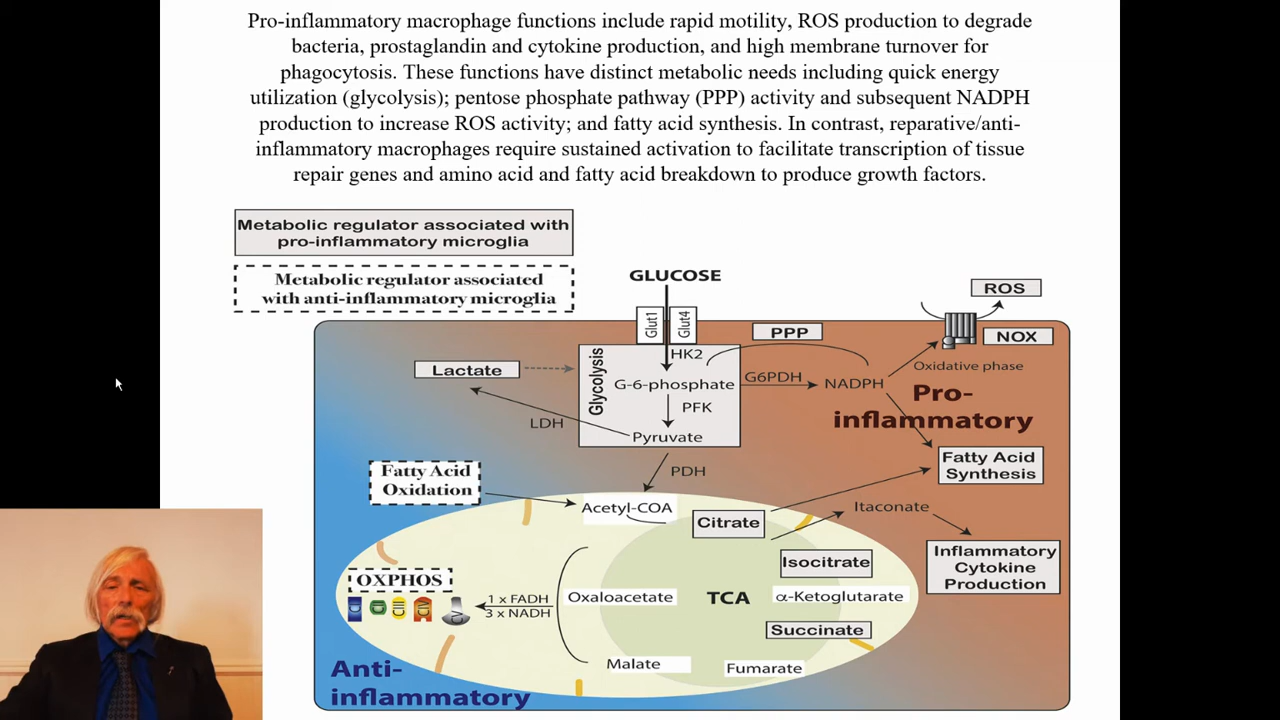 Pro-inflammatory macrophage functions include rapid motility, ROS production to degrade
bacteria, prostaglandin and cytokine production, and high membrane turnover for
phagocytosis. These functions have distinct metabolic needs including quick energy
utilization (glycolysis); pentose phosphate pathway (PPP) activity and subsequent NADPH
production to increase ROS activity; and fatty acid synthesis. In contrast, reparative/anti-
inflammatory macrophages require sustained activation to facilitate transcription of tissue
repair genes and amino acid and fatty acid breakdown to produce growth factors.
Metabolic regulator associated with
pro-inflammatory microglia
Metabolic regulator associated
with anti-inflammatory microglia
GLUCOSE
Glut1
Glut4
ROS
NOX
PPP
HK2
Glycolysis
Lactate
G-6-phosphate
G6PDH
NADPH
Oxidative phase
PFK
LDH
Pyruvate
Pro-
inflammatory
PDH
Fatty Acid
Synthesis
Fatty Acid
Oxidation
Acetyl-COA
Citrate
Itaconate
Inflammatory
Cytokine
Production
Isocitrate
OXPHOS
1 x FADH
3 x NADH
Oxaloacetate
TCA
α-Ketoglutarate
Succinate
Malate
Fumarate
Anti-
inflammatory